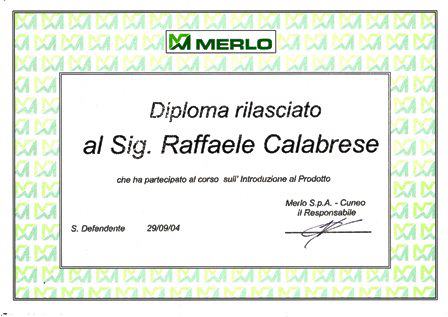 MERLO
Diploma rilasciato
al Sig. Raffaele Calabrese
che ha partecipato al corso sull' Introduzione al Prodotto
Merlo S.p.A. - Cuneo
il Responsabile
S. Defendente 29/09/04